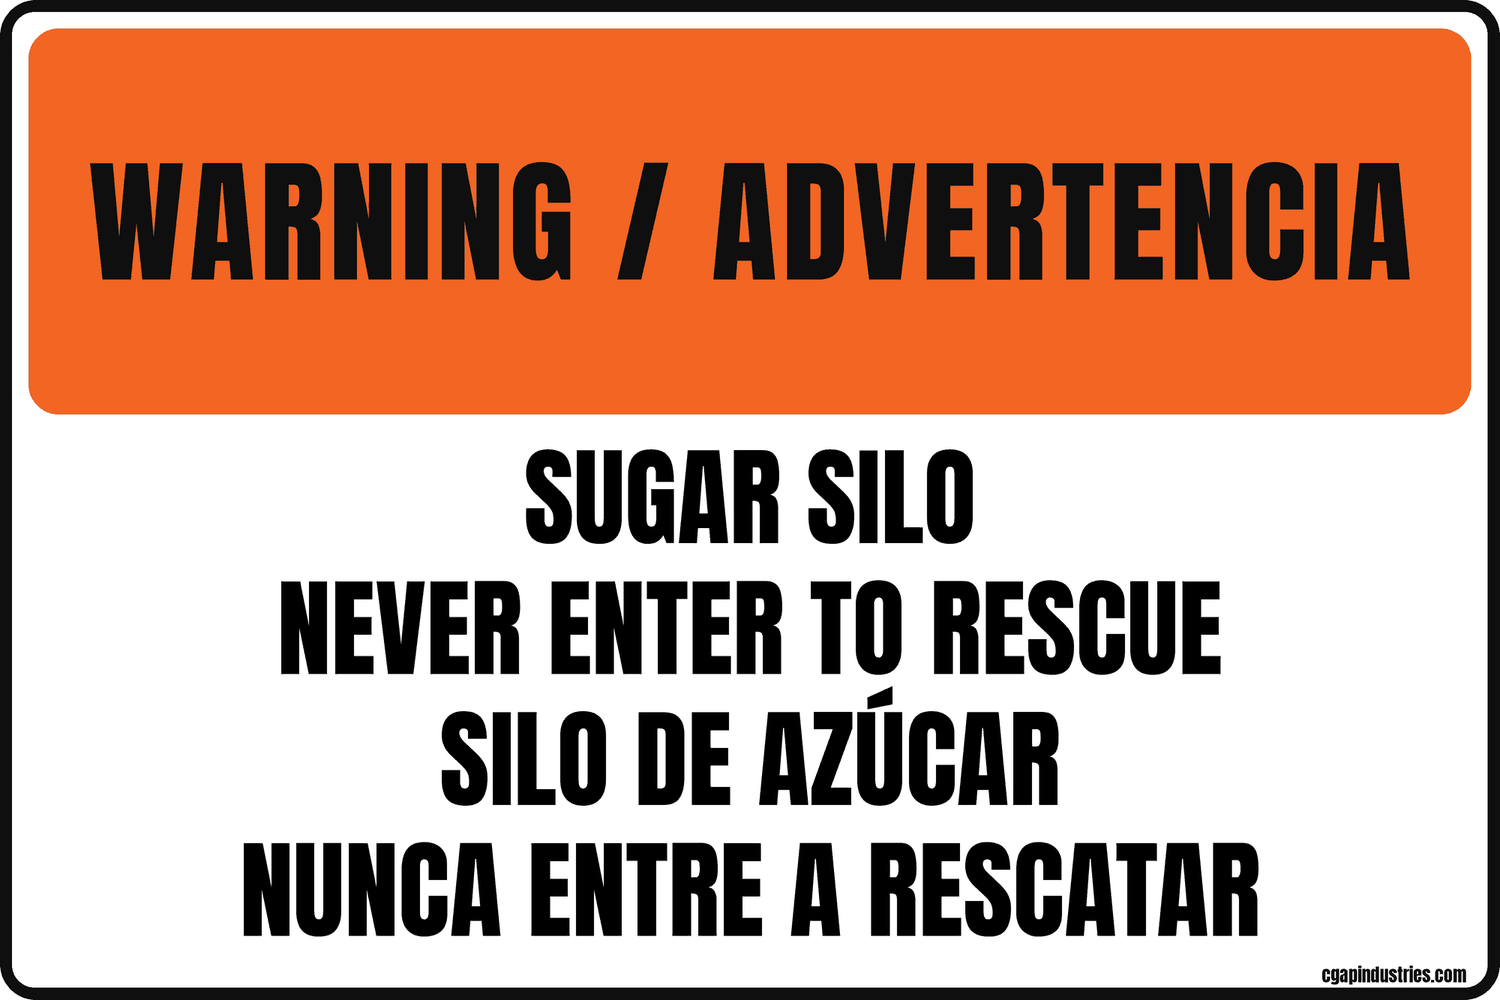 WARNING / ADVERTENCIA
SUGAR SILO
NEVER ENTER TO RESCUE
SILO DE AZÚCAR
NUNCA ENTRE A RESCATAR
cgapindustries.com